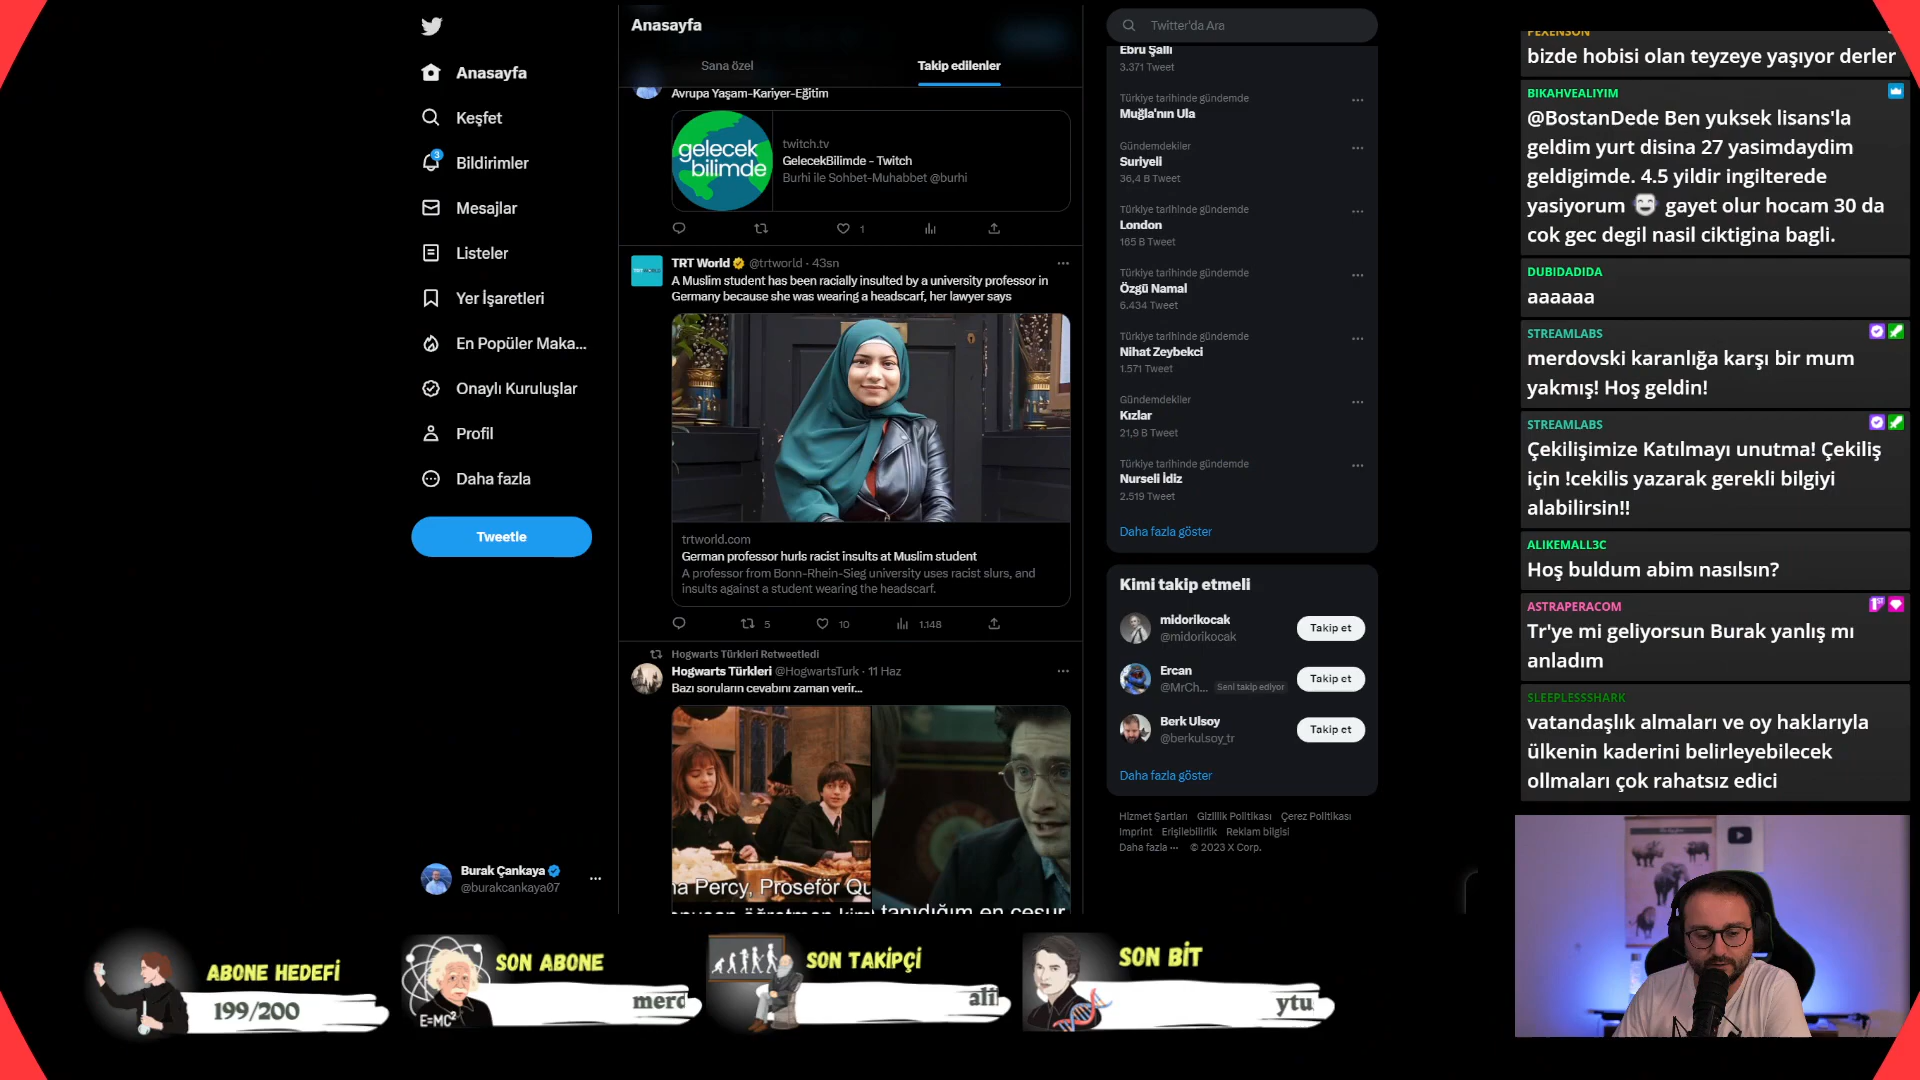 Anasayfa
Keşfet
3
Bildirimler
Mesajlar
Listeler
Yer İşaretleri
En Popüler Maka...
Onaylı Kuruluşlar
Profil
Daha fazla
Tweetle
Burak Çankaya
@burakcankaya07
Anasayfa
Sana özel
Takip edilenler
Avrupa Yaşam-Kariyer-Eğitim
gelecek
bilimde
twitch.tv
GelecekBilimde - Twitch
Burhi ile Sohbet-Muhabbet @burhi
1
TRT World @trtworld · 43sn
A Muslim student has been racially insulted by a university professor in
Germany because she was wearing a headscarf, her lawyer says
trtworld.com
German professor hurls racist insults at Muslim student
A professor from Bonn-Rhein-Sieg university uses racist slurs, and
insults against a student wearing the headscarf.
5
10
1.148
Hogwarts Türkleri Retweetledi
Hogwarts Türkleri @HogwartsTurk · 11 Haz
Bazı soruların cevabını zaman verir...
Percy, Proseför
tanıdığım en cesur
Twitter'da Ara
Ebru Şallı
3.371 Tweet
Türkiye tarihinde gündemde
Muğla'nın Ula
Gündemdekiler
Suriyeli
36,4 B Tweet
Türkiye tarihinde gündemde
London
165 B Tweet
Türkiye tarihinde gündemde
Özgü Namal
6.434 Tweet
Türkiye tarihinde gündemde
Nihat Zeybekci
1.571 Tweet
Gündemdekiler
Kızlar
21,9 B Tweet
Türkiye tarihinde gündemde
Nurseli İdiz
2.519 Tweet
Daha fazla göster
Kimi takip etmeli
midorikocak
@midorikocak
Takip et
Ercan
@MrCh... Seni takip ediyor
Takip et
Berk Ulsoy
@berkulsoy_tr
Takip et
Daha fazla göster
Hizmet Şartları Gizlilik Politikası Çerez Politikası
Imprint Erişilebilirlik Reklam bilgisi
Daha fazla ··· © 2023 X Corp.
PEXENSON
bizde hobisi olan teyzeye yaşıyor derler
BIKAHVEALIYIM
@BostanDede Ben yuksek lisans'la
geldim yurt disina 27 yasimdaydim
geldigimde. 4.5 yildir ingilterede
yasiyorum gayet olur hocam 30 da
cok gec degil nasil ciktigina bagli.
DUBIDADIDA
aaaaaa
STREAMLABS
merdovski karanlığa karşı bir mum
yakmış! Hoş geldin!
STREAMLABS
Çekilişimize Katılmayı unutma! Çekiliş
için !cekilis yazarak gerekli bilgiyi
alabilirsin!!
ALIKEMALL3C
Hoş buldum abim nasılsın?
ASTRAPERACOM
Tr'ye mi geliyorsun Burak yanlış mı
anladım
SLEEPLESSSHARK
vatandaşlık almaları ve oy haklarıyla
ülkenin kaderini belirleyebilecek
ollmaları çok rahatsız edici
ABONE HEDEFİ
199/200
SON ABONE
merd
E=MC²
SON TAKİPÇİ
ali
SON BİT
ytu